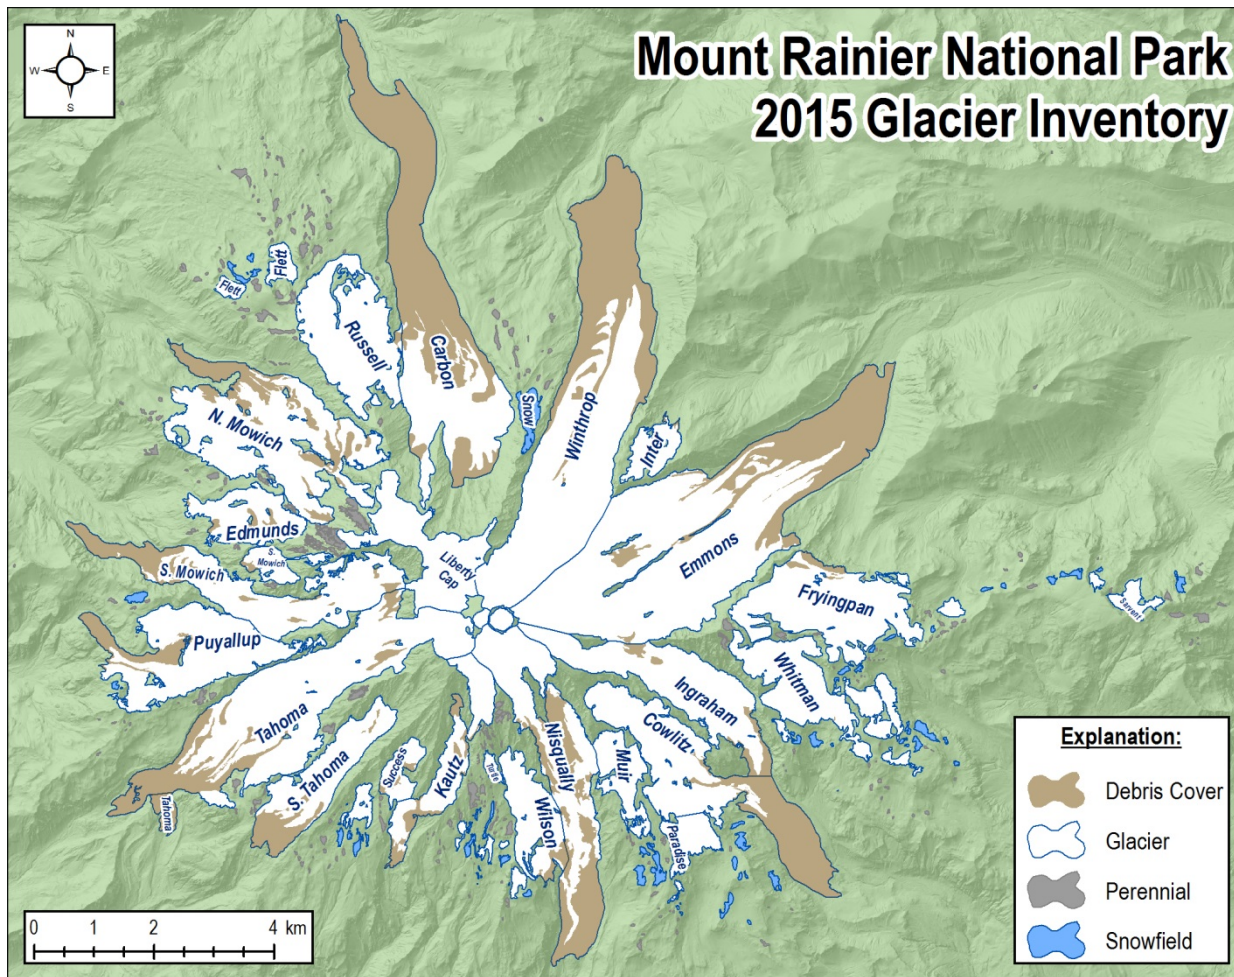 Mount Rainier National Park
2015 Glacier Inventory
N
W E
S
Flett
Flett
Russell
Carbon
Snow
Winthrop
Inter
N. Mowich
Edmunds
S.
Mowich
S. Mowich
Liberty
Cap
Emmons
Fryingpan
Sarvent
Puyallup
Whitman
Tahoma
Ingraham
Cowlitz
Nisqually
Muir
S. Tahoma
Success
Kautz
Turtle
Wilson
Tahoma
Paradise
Explanation:
Debris Cover
Glacier
Perennial
Snowfield
0 1 2 4 km